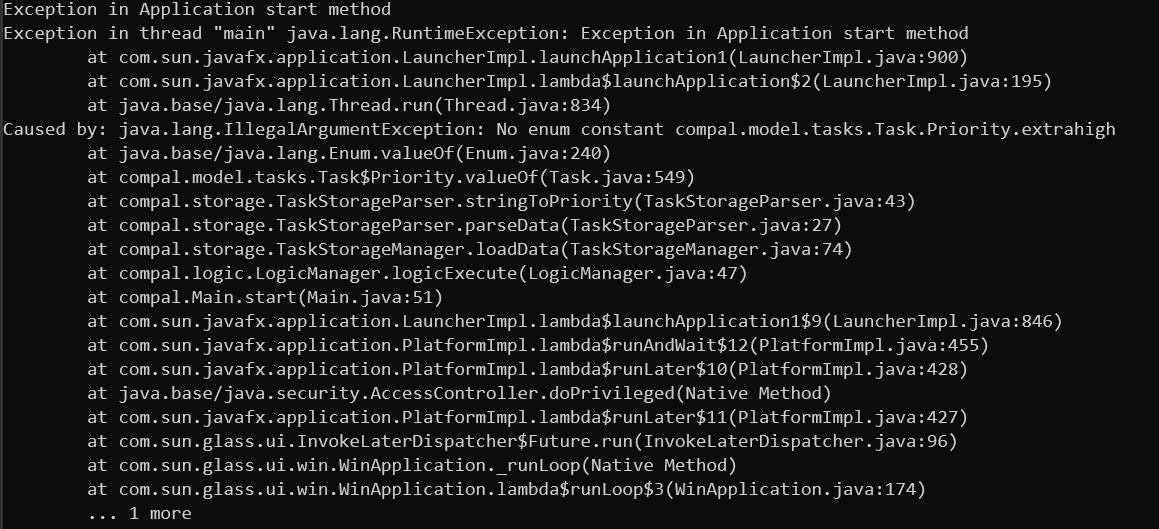 Exception in Application start method
Exception in thread "main" java.lang.RuntimeException: Exception in Application start method
        at com.sun.javafx.application.LauncherImpl.launchApplication1(LauncherImpl.java:900)
        at com.sun.javafx.application.LauncherImpl.lambda$launchApplication$2(LauncherImpl.java:195)
        at java.base/java.lang.Thread.run(Thread.java:834)
Caused by: java.lang.IllegalArgumentException: No enum constant compal.model.tasks.Task.Priority.extrahigh
        at java.base/java.lang.Enum.valueOf(Enum.java:240)
        at compal.model.tasks.Task$Priority.valueOf(Task.java:549)
        at compal.storage.TaskStorageParser.stringToPriority(TaskStorageParser.java:43)
        at compal.storage.TaskStorageParser.parseData(TaskStorageParser.java:27)
        at compal.storage.TaskStorageManager.loadData(TaskStorageManager.java:74)
        at compal.logic.LogicManager.logicExecute(LogicManager.java:47)
        at compal.Main.start(Main.java:51)
        at com.sun.javafx.application.LauncherImpl.lambda$launchApplication1$9(LauncherImpl.java:846)
        at com.sun.javafx.application.PlatformImpl.lambda$runAndWait$12(PlatformImpl.java:455)
        at com.sun.javafx.application.PlatformImpl.lambda$runLater$10(PlatformImpl.java:428)
        at java.base/java.security.AccessController.doPrivileged(Native Method)
        at com.sun.javafx.application.PlatformImpl.lambda$runLater$11(PlatformImpl.java:427)
        at com.sun.glass.ui.InvokeLaterDispatcher$Future.run(InvokeLaterDispatcher.java:96)
        at com.sun.glass.ui.win.WinApplication._runLoop(Native Method)
        at com.sun.glass.ui.win.WinApplication.lambda$runLoop$3(WinApplication.java:174)
        ... 1 more